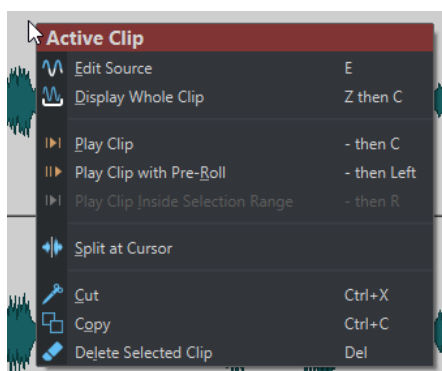 Active Clip
Edit Source E
Display Whole Clip Z then C
Play Clip - then C
Play Clip with Pre-Roll - then Left
Play Clip Inside Selection Range - then R
Split at Cursor
Cut Ctrl+X
Copy Ctrl+C
Delete Selected Clip Del